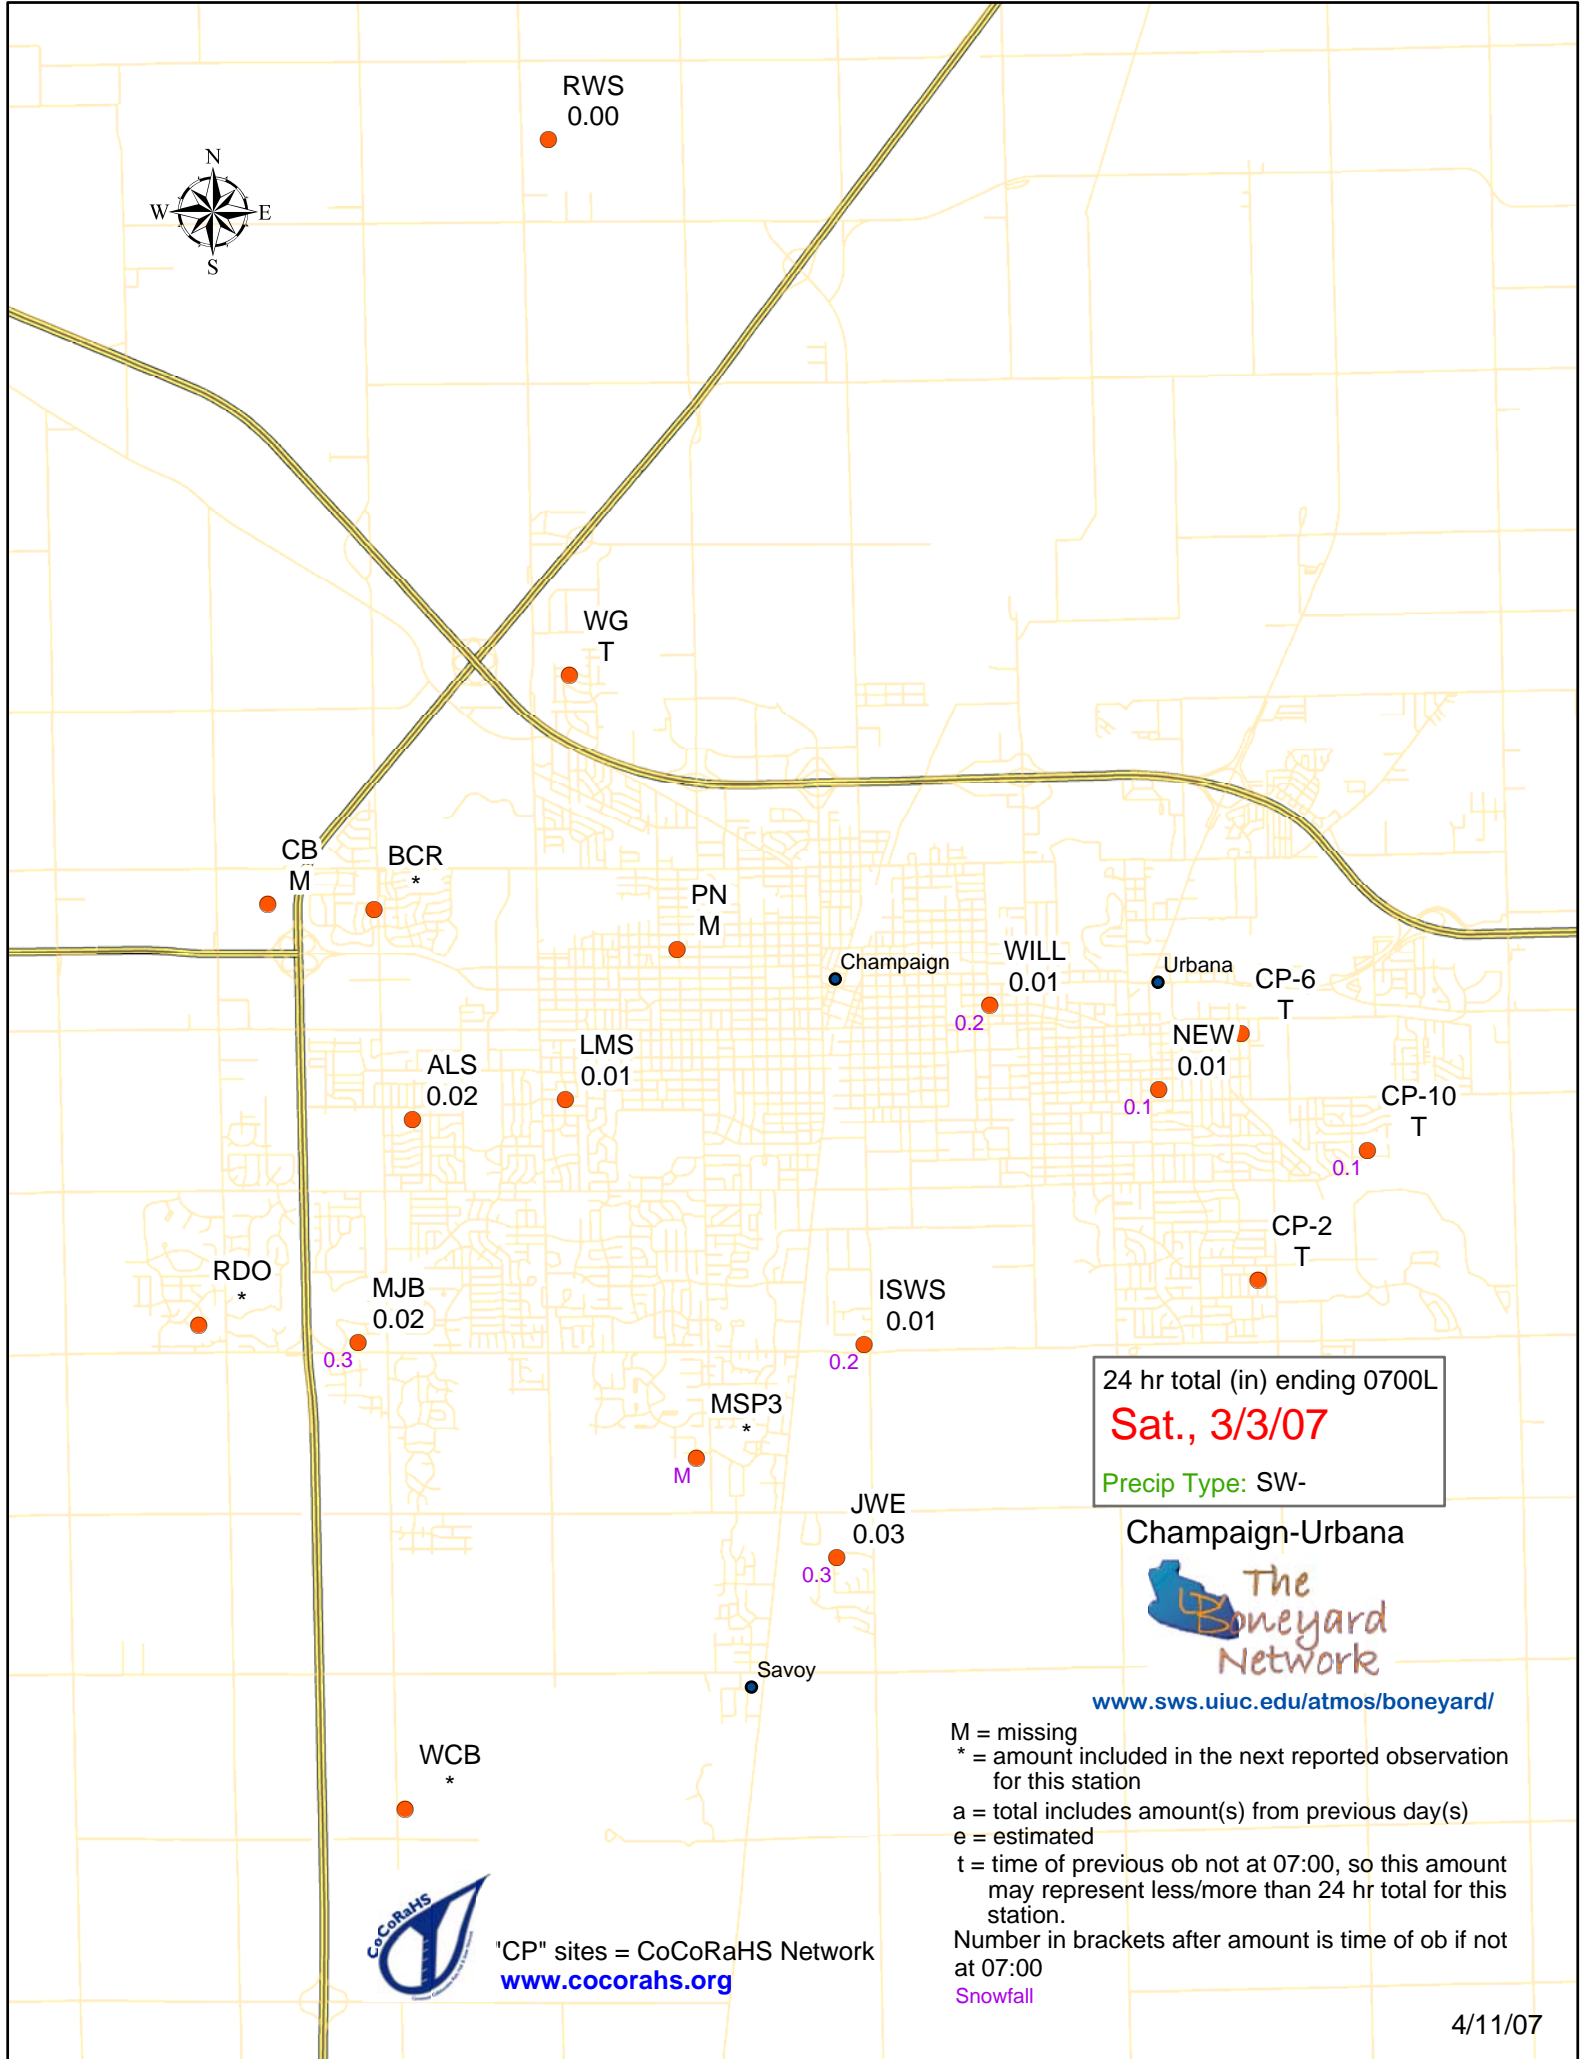 RWS
0.00
N
W E
S
WG
T
CB
M
BCR
*
PN
M
Champaign
WILL
0.01
0.2
Urbana
CP-6
T
NEW
0.01
0.1
ALS
0.02
LMS
0.01
CP-10
T
0.1
CP-2
T
RDO
*
MJB
0.02
0.3
ISWS
0.01
0.2
MSP3
*
M
JWE
0.03
0.3
24 hr total (in) ending 0700L
Sat., 3/3/07
Precip Type: SW-
Champaign-Urbana
The
Boneyard
Network
www.sws.uiuc.edu/atmos/boneyard/
Savoy
WCB
*
M = missing
* = amount included in the next reported observation
for this station
a = total includes amount(s) from previous day(s)
e = estimated
t = time of previous ob not at 07:00, so this amount
may represent less/more than 24 hr total for this
station.
Number in brackets after amount is time of ob if not
at 07:00
Snowfall
CoCoRaHS
"CP" sites = CoCoRaHS Network
www.cocorahs.org
4/11/07